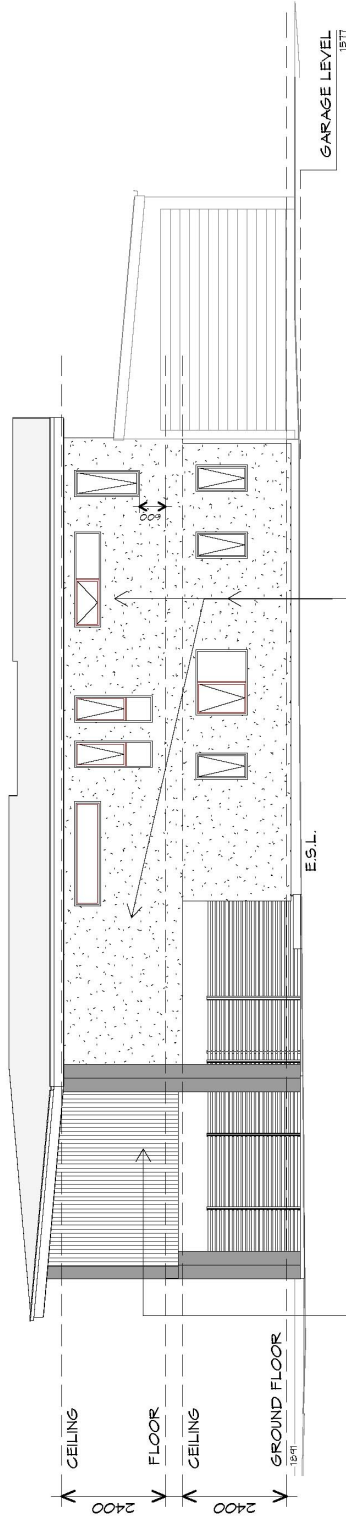 CEILING
2400
FLOOR
CEILING
2400
GROUND FLOOR
1891
600
E.S.L.
GARAGE LEVEL
1577